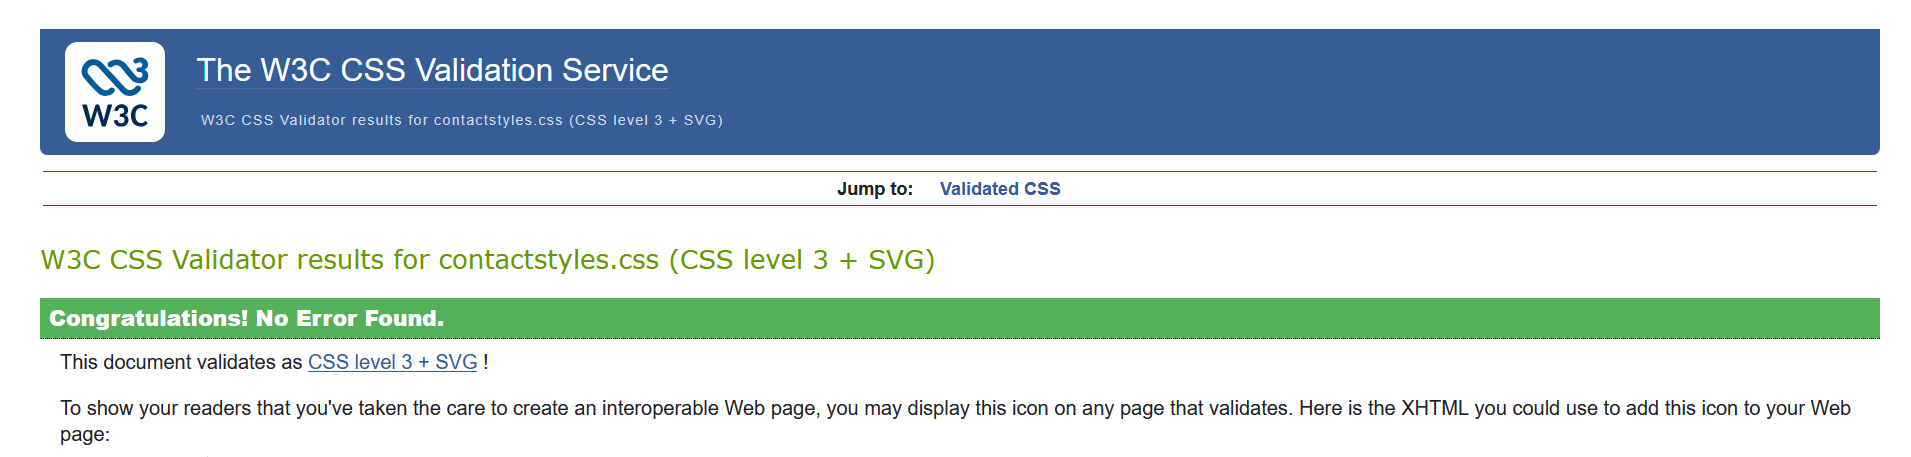 W3C
The W3C CSS Validation Service
W3C CSS Validator results for contactstyles.css (CSS level 3 + SVG)
Jump to: Validated CSS
W3C CSS Validator results for contactstyles.css (CSS level 3 + SVG)
Congratulations! No Error Found.
This document validates as CSS level 3 + SVG !
To show your readers that you've taken the care to create an interoperable Web page, you may display this icon on any page that validates. Here is the XHTML you could use to add this icon to your Web
page: